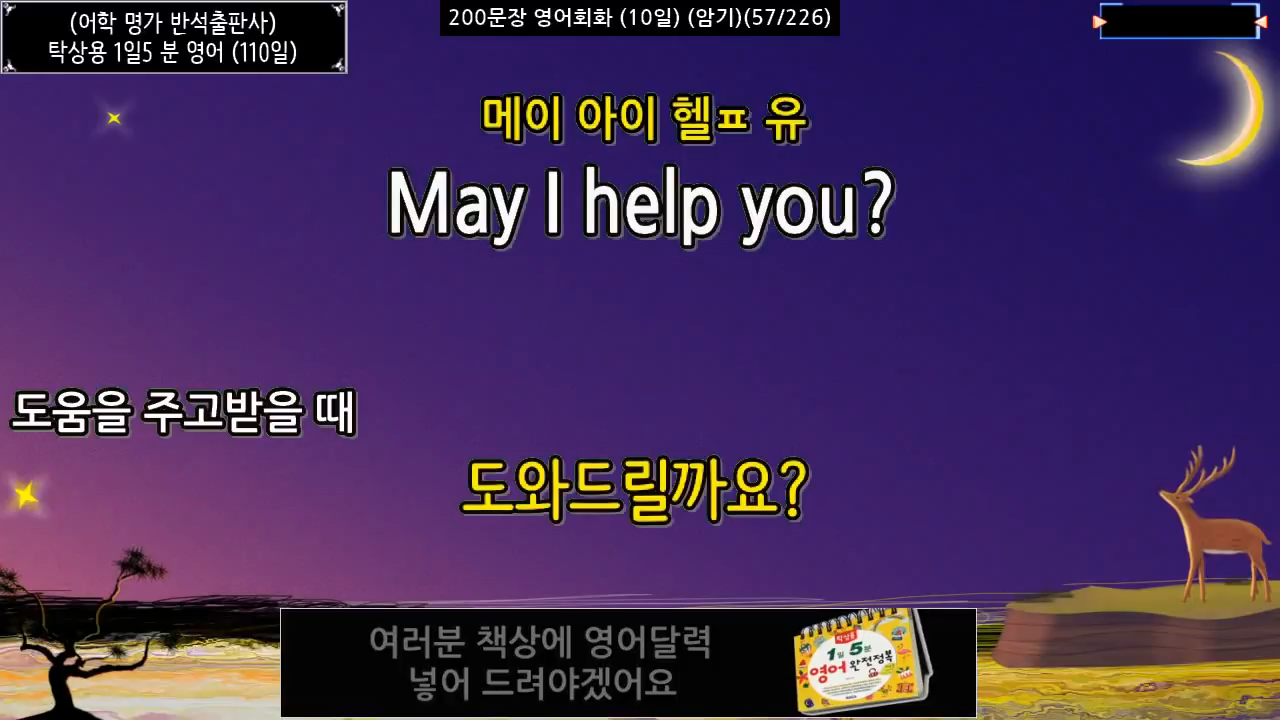 (어학 명가 반석출판사)
탁상용 1일5 분 영어 (110일)
200문장 영어회화 (10일) (암기)(57/226)
메이 아이 헬ㅍ 유
May I help you?
도움을 주고받을 때
도와드릴까요?
여러분 책상에 영어달력
넣어 드려야겠어요
탁상용
1일 5분
영어 완전정복